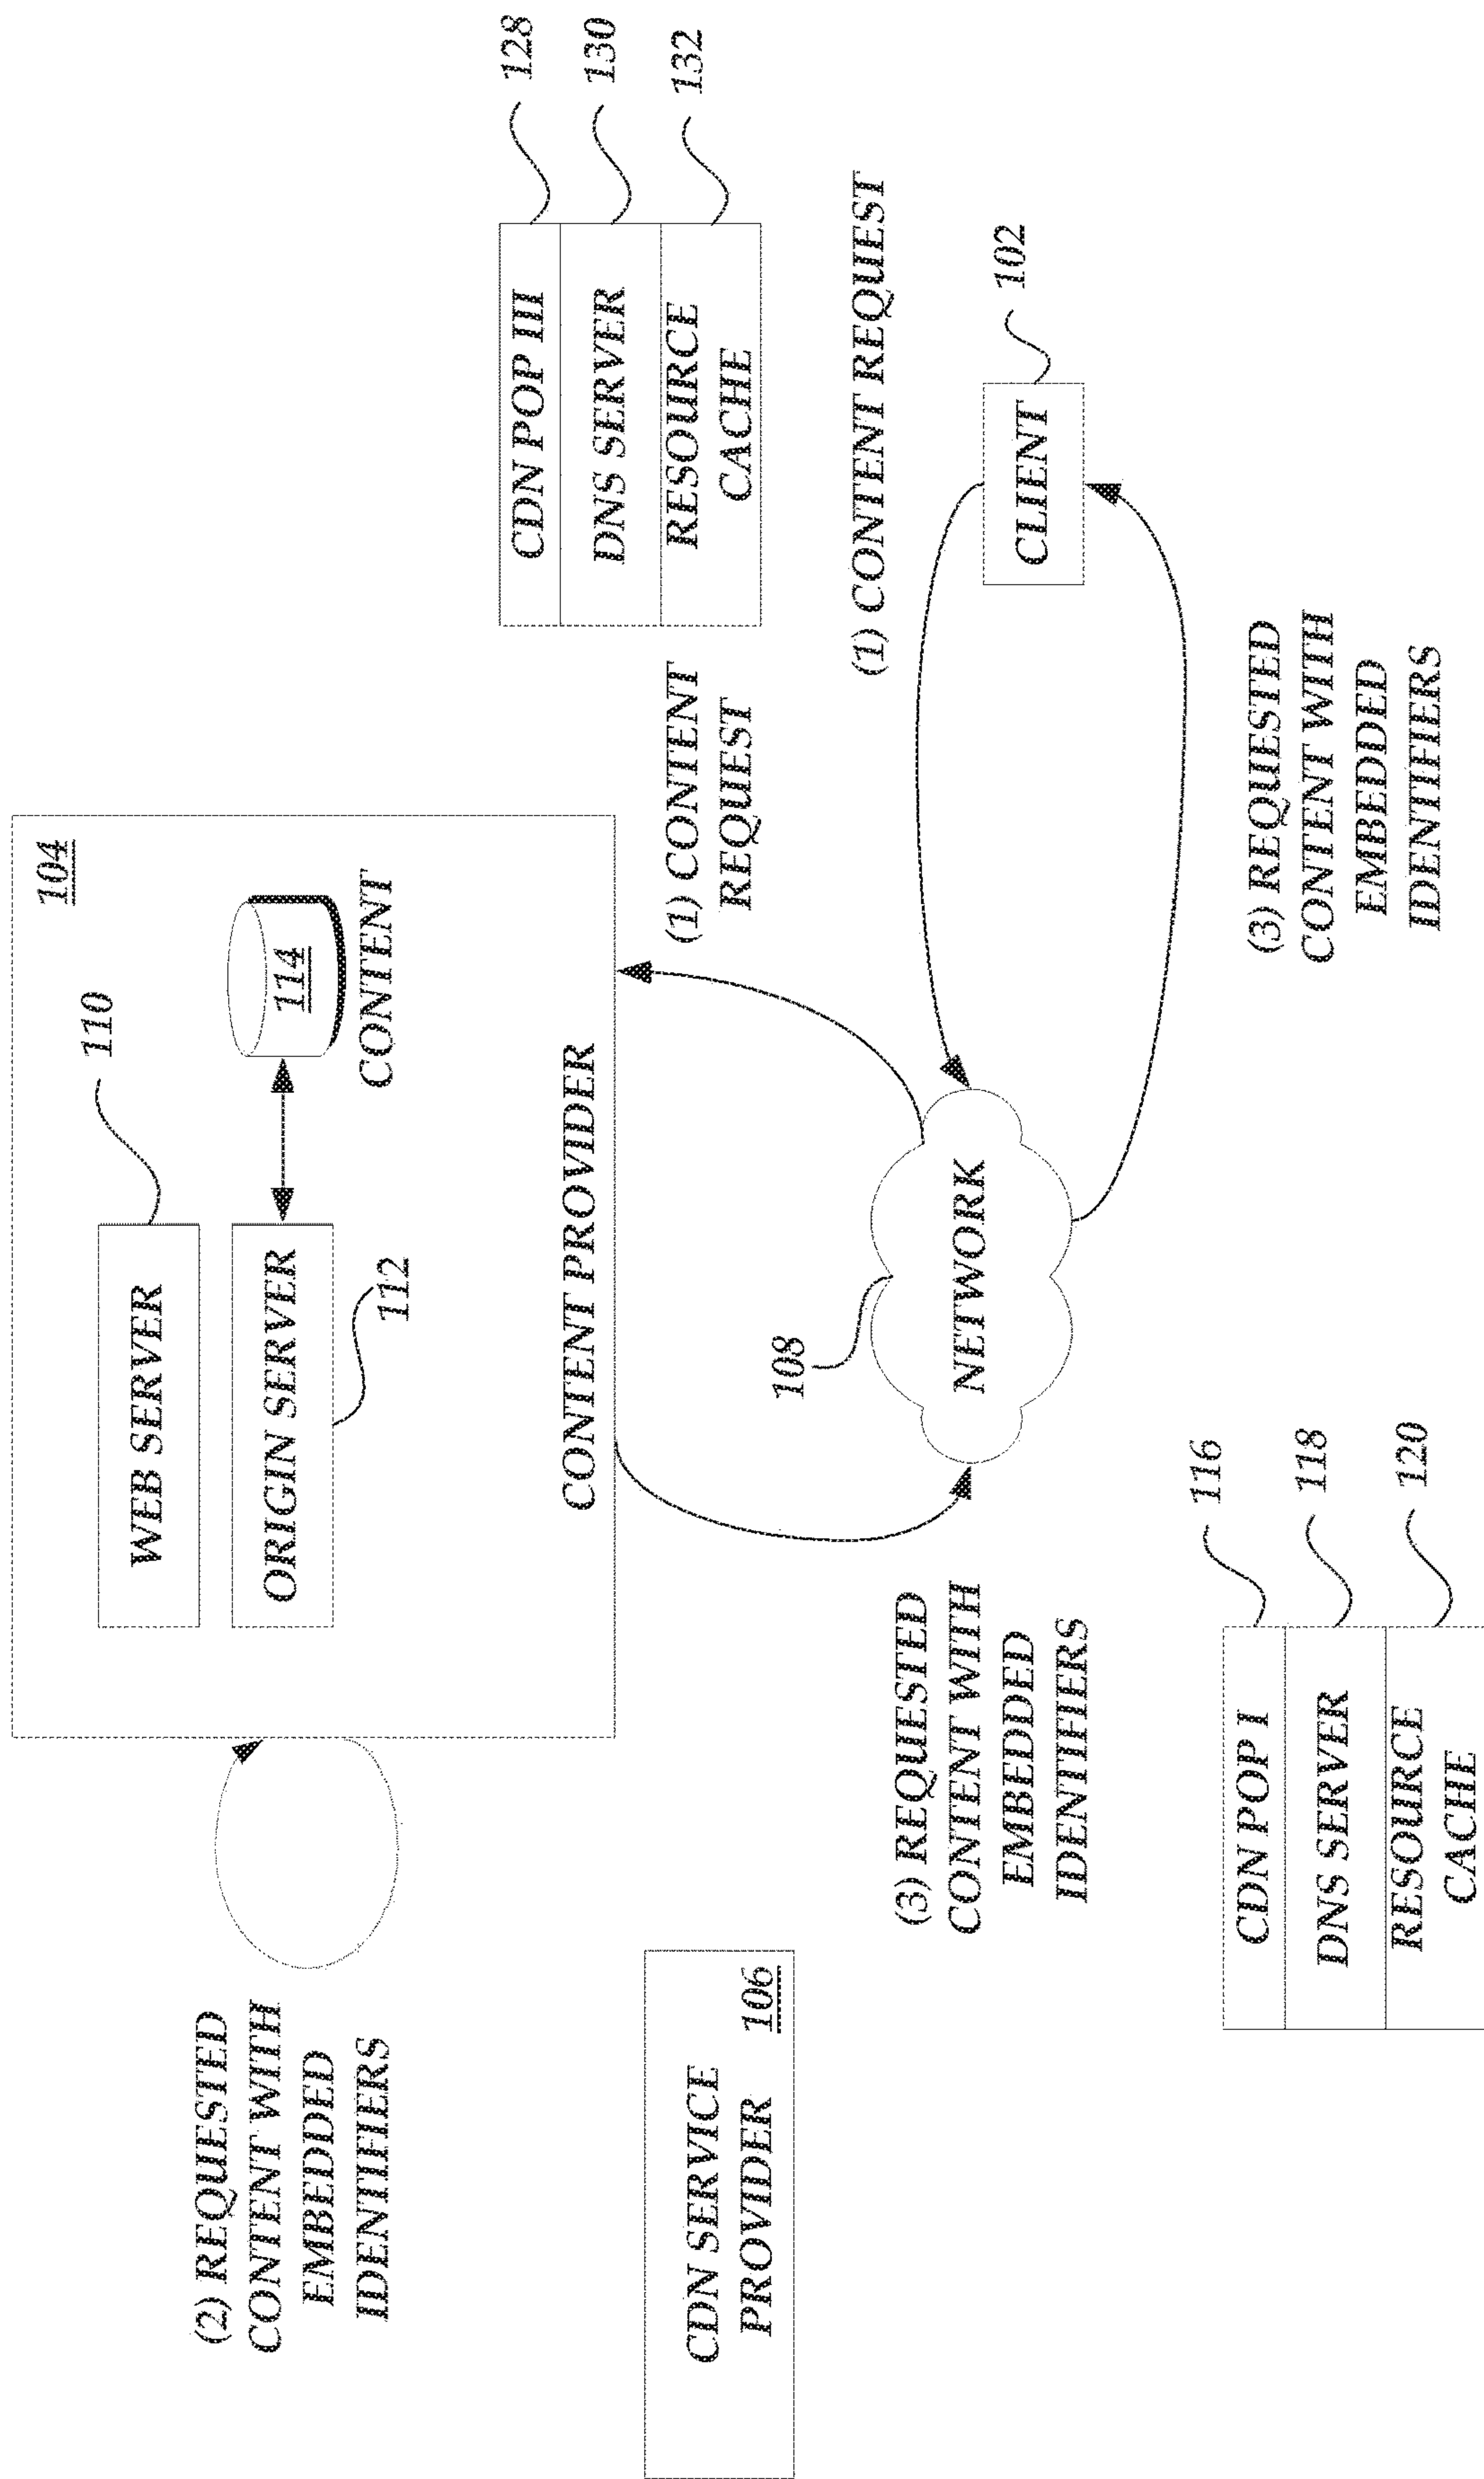 (2) REQUESTED
CONTENT WITH
EMBEDDED
IDENTIFIERS
104
WEB SERVER
110
ORIGIN SERVER
112
114
CONTENT
CONTENT PROVIDER
CDN SERVICE
PROVIDER
106
(1) CONTENT
REQUEST
CDN POP III
128
DNS SERVER
130
RESOURCE
CACHE
132
(3) REQUESTED
CONTENT WITH
EMBEDDED
IDENTIFIERS
108
NETWORK
(1) CONTENT REQUEST
CLIENT
102
CDN POP I
116
DNS SERVER
118
RESOURCE
CACHE
120
(3) REQUESTED
CONTENT WITH
EMBEDDED
IDENTIFIERS